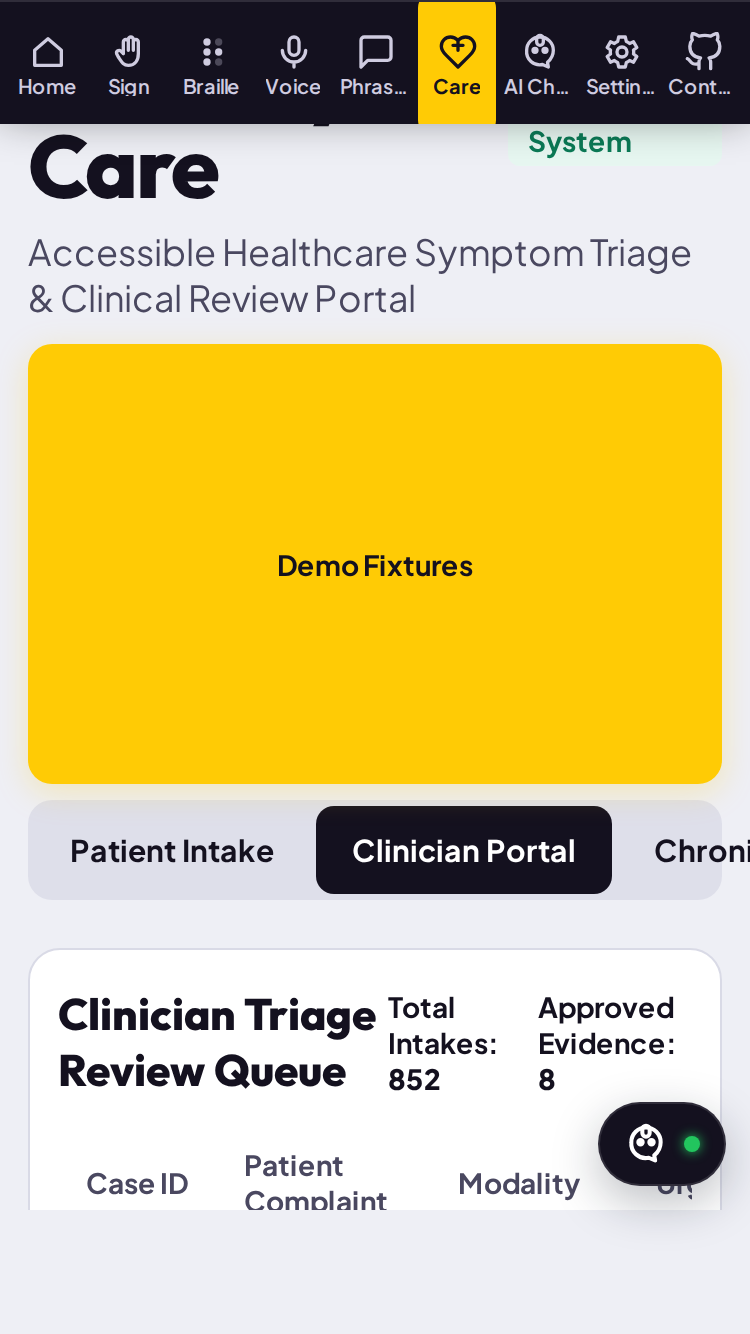 Home Sign Braille Voice Phras... Care AI Ch... Settin... Cont...
Care
System
Accessible Healthcare Symptom Triage
& Clinical Review Portal
Demo Fixtures
Patient Intake Clinician Portal Chroni
Clinician Triage
Review Queue
Total
Intakes:
852
Approved
Evidence:
8
Case ID
Patient
Complaint
Modality